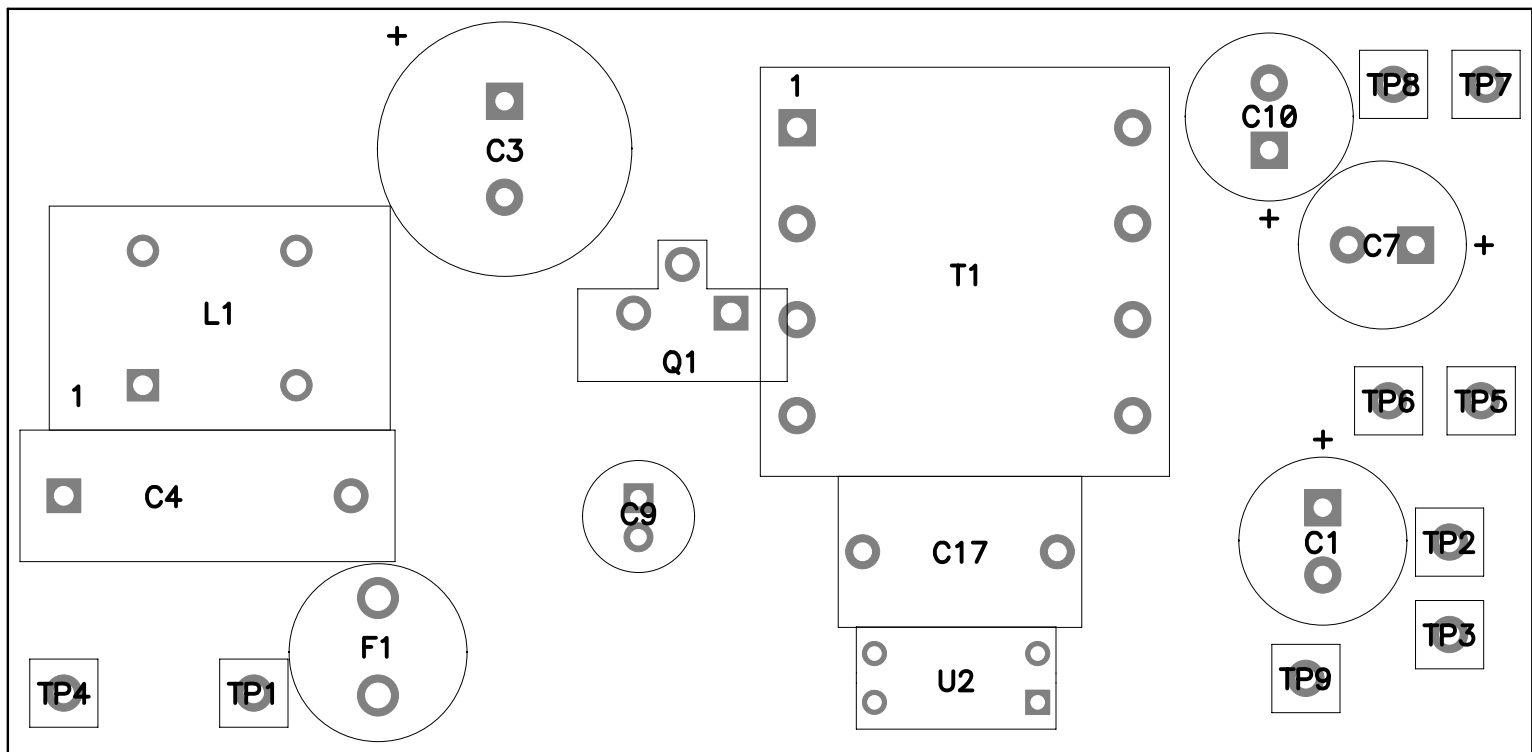 +
1
C10
TP8
TP7
C3
+
C7
+
T1
L1
Q1
1
TP6
TP5
+
C4
C9
C17
C1
TP2
TP3
F1
U2
TP9
TP4
TP1